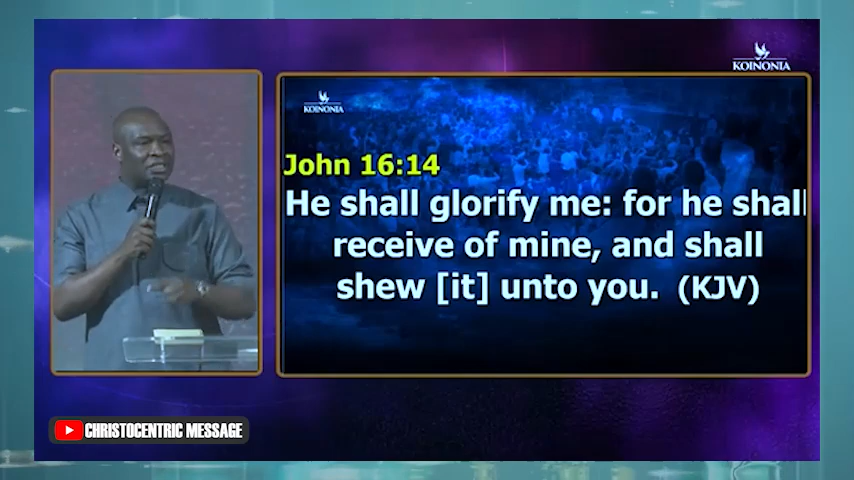 KOINONIA
KOINONIA
John 16:14
He shall glorify me: for he shall
receive of mine, and shall
shew [it] unto you. (KJV)
CHRISTOCENTRIC MESSAGE